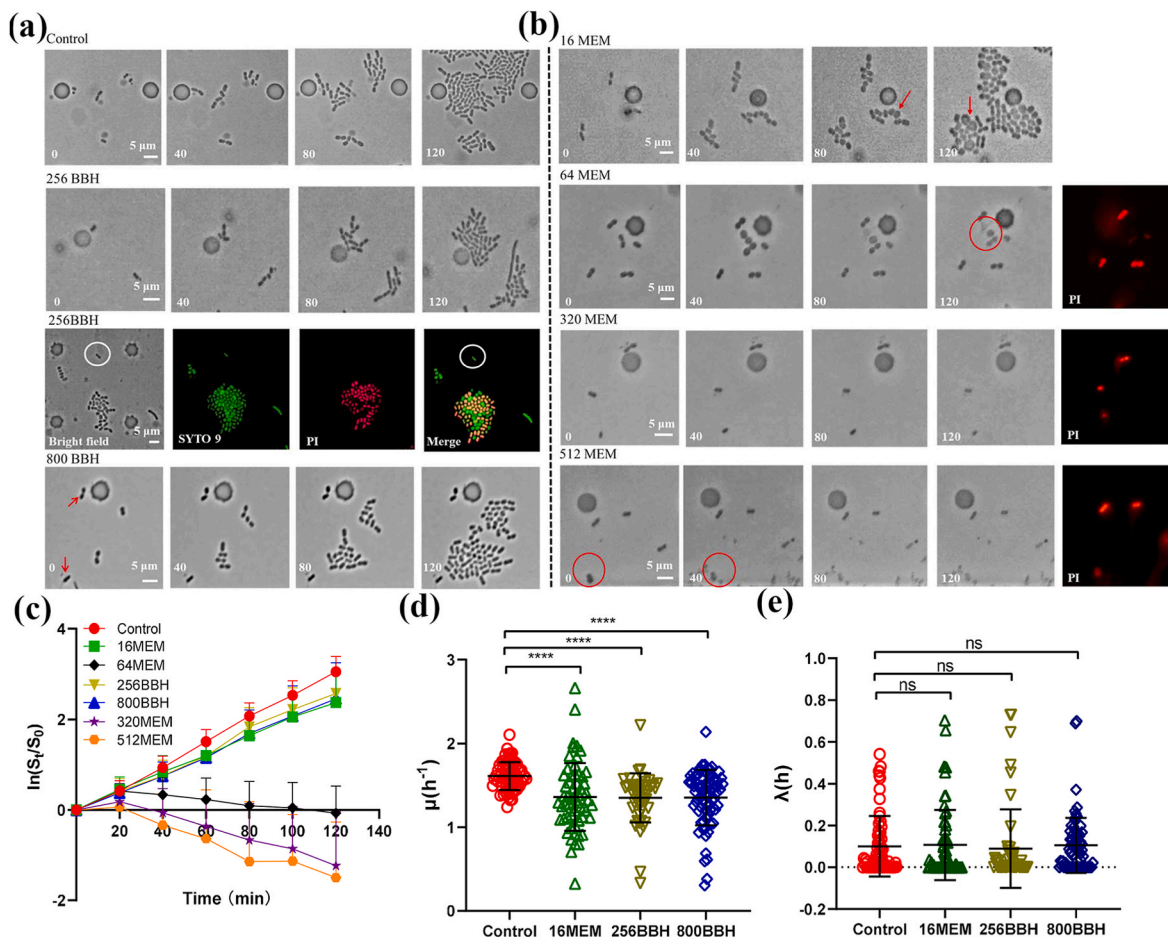 (a)
Control
0
5 μm
40
80
120
256 BBH
0
5 μm
40
80
120
256BBH
Bright field
5 μm
SYTO 9
PI
Merge
5 μm
800 BBH
0
5 μm
40
80
120
(b)
16 MEM
0
5 μm
40
80
120
64 MEM
0
5 μm
40
80
120
PI
320 MEM
0
5 μm
40
80
120
PI
512 MEM
0
5 μm
40
80
120
PI
(c)
Control
16MEM
64MEM
256BBH
800BBH
320MEM
512MEM
ln(St/S0)
4
2
0
-2
20 40 60 80 100 120 140
Time (min)
(d)
****
****
****
μ(h-1)
3
2
1
0
Control 16MEM 256BBH 800BBH
(e)
ns
ns
ns
λ(h)
1.0
0.8
0.6
0.4
0.2
0.0
-0.2
Control 16MEM 256BBH 800BBH